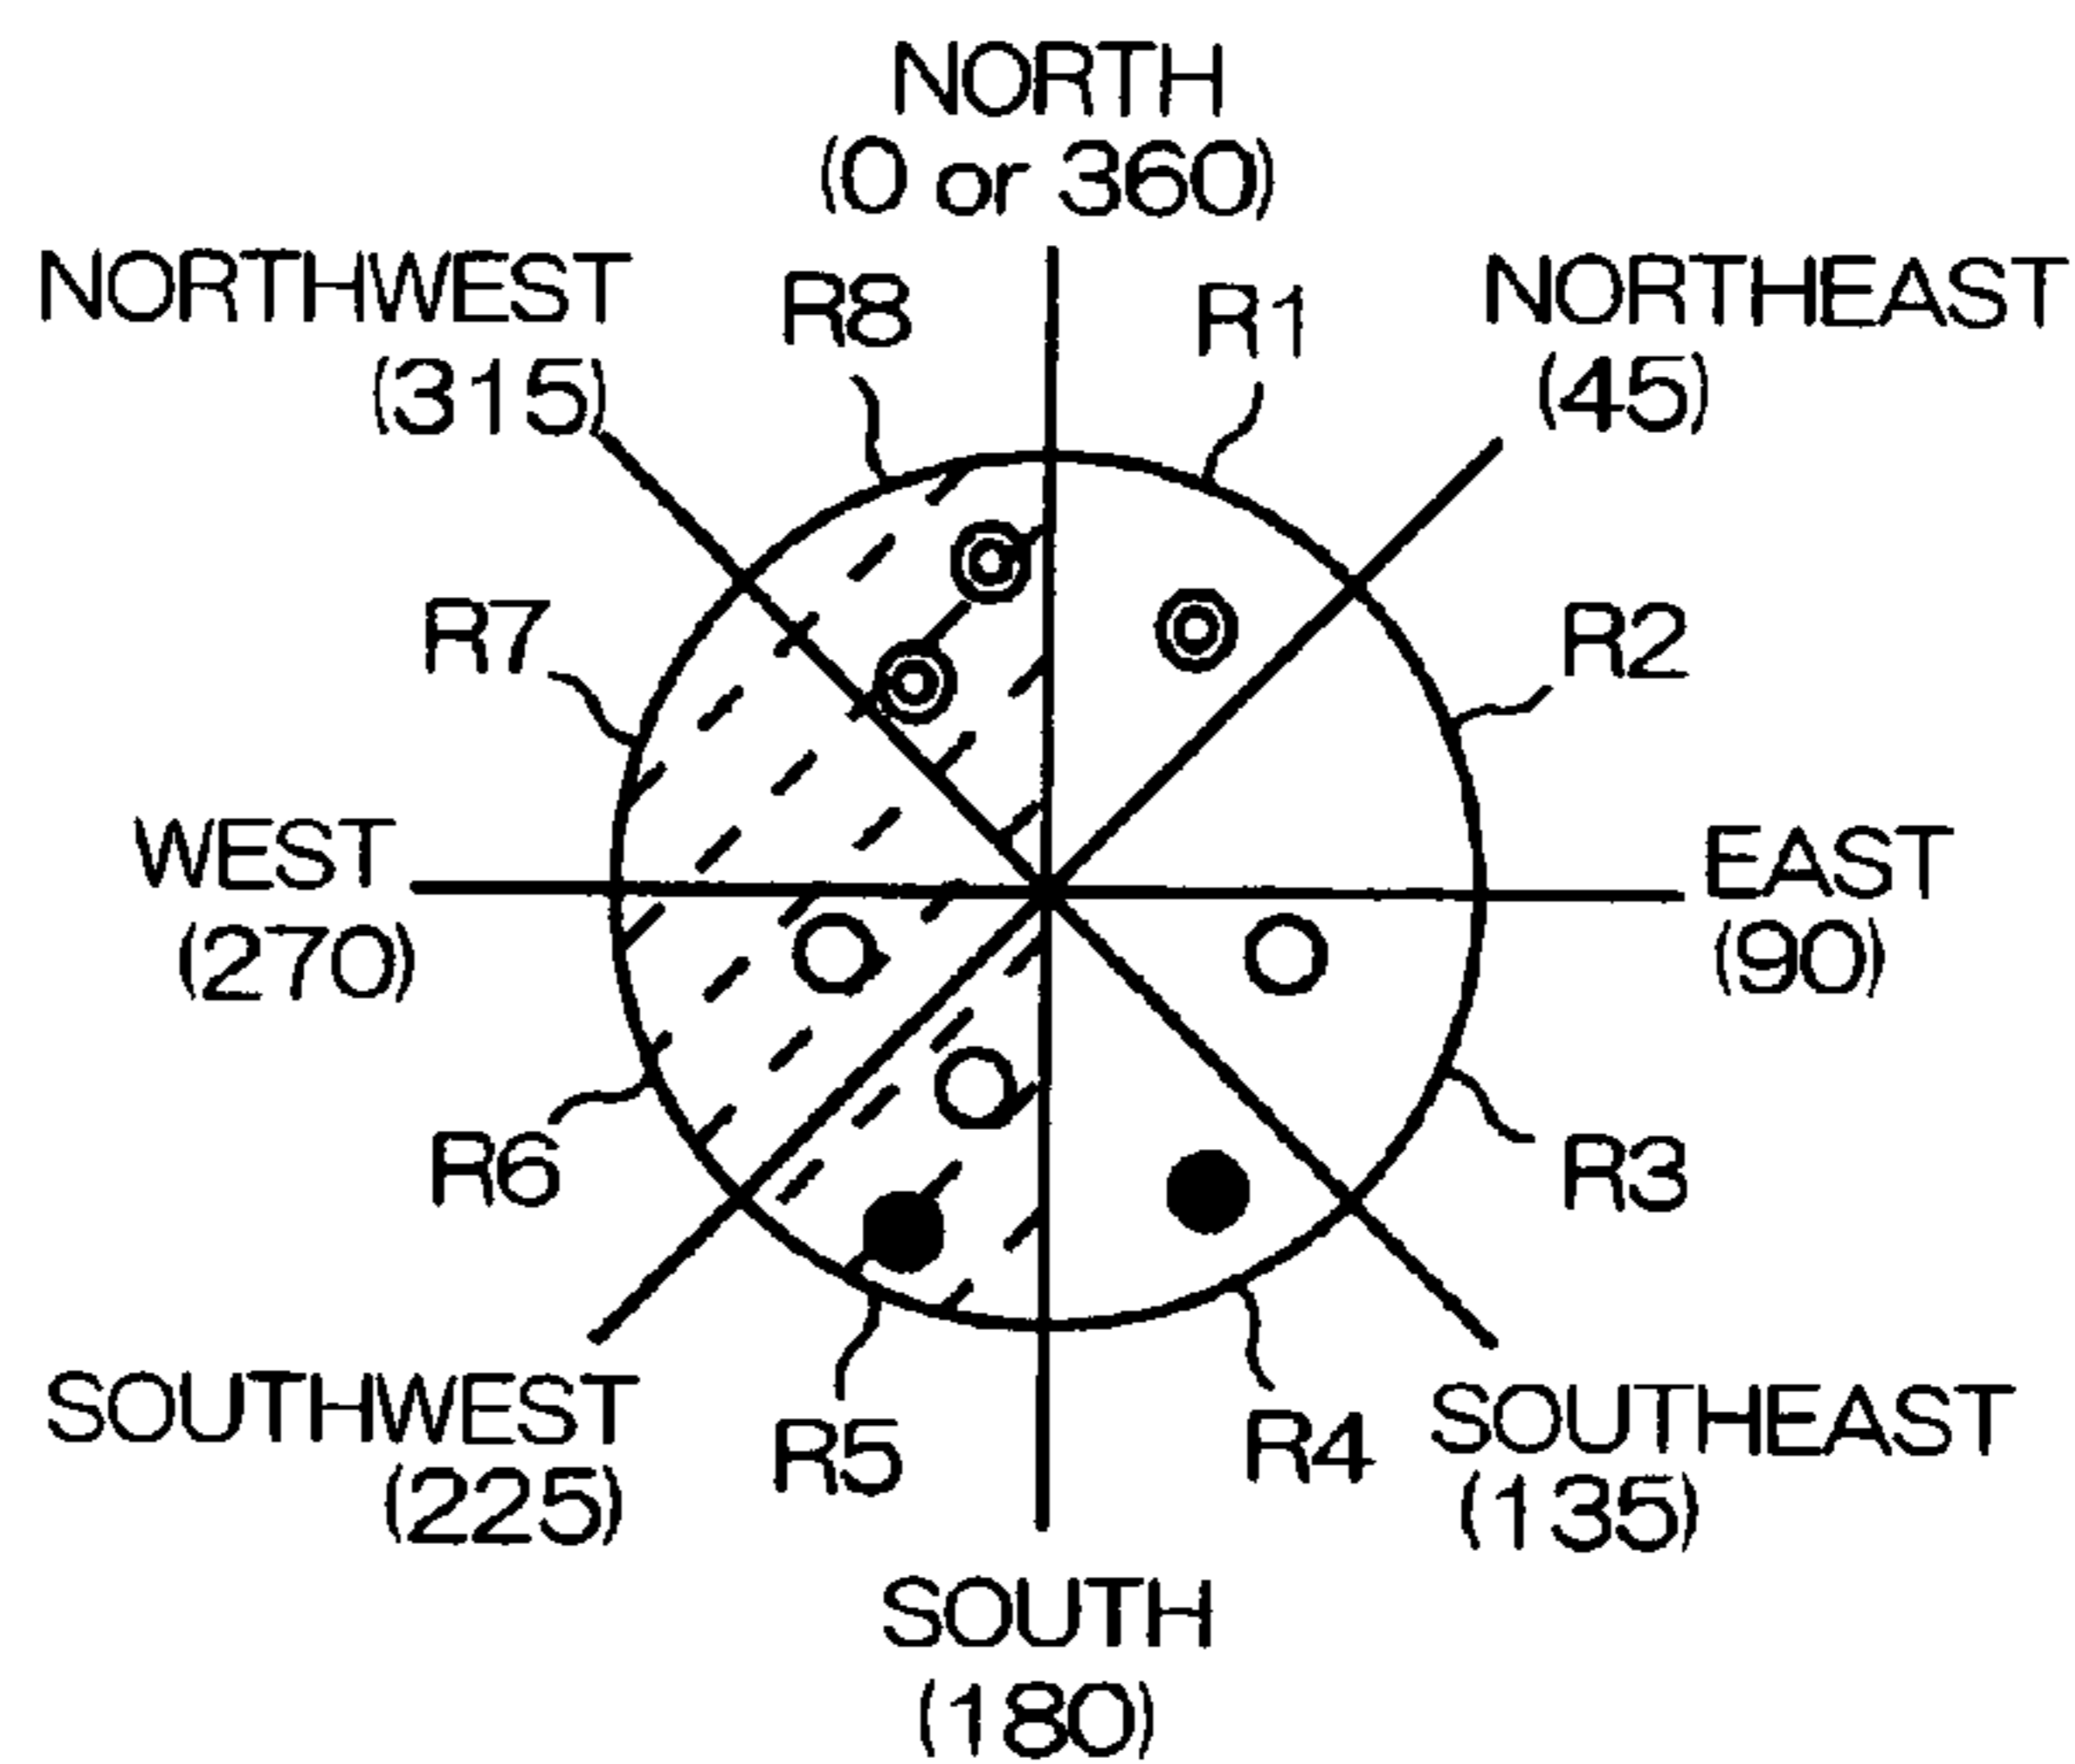 NORTH
(0 or 360)
NORTHWEST
(315)
R8
R1
NORTHEAST
(45)
R7
R2
WEST
(270)
EAST
(90)
R6
R3
SOUTHWEST
(225)
R5
R4
SOUTHEAST
(135)
SOUTH
(180)